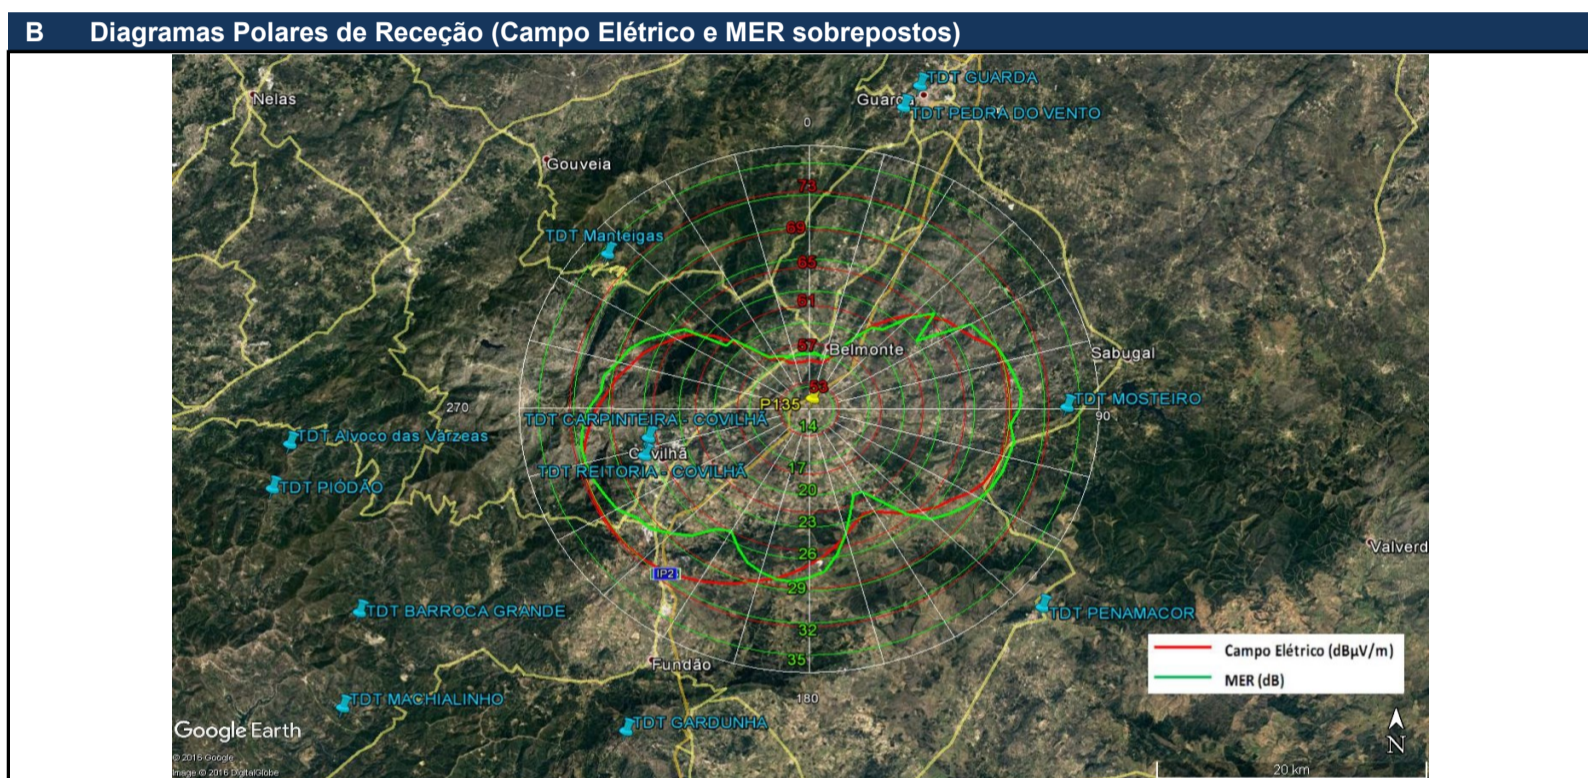 B Diagramas Polares de Receção (Campo Elétrico e MER sobrepostos)
TDT GUARDA
Nelas
Guarda
TDT PEDRA DO VENTO
0
Gouveia
73
69
TDT Manteigas
65
61
57
Belmonte
Sabugal
53
P135
270
TDT MOSTEIRO
90
TDT CARPINTEIRA - COVILHÃ
14
TDT Alvoco das Várzeas
Covilhã
17
TDT REITORIA - COVILHÃ
TDT PIÓDÃO
20
23
Valverd
26
IP2
29
TDT BARROCA GRANDE
TDT PENAMACOR
32
Campo Elétrico (dBµV/m)
35
Fundão
MER (dB)
180
TDT MACHIALINHO
TDT GARDUNHA
Google Earth
N
© 2016 Google
20 km
Image © 2016 DigitalGlobe